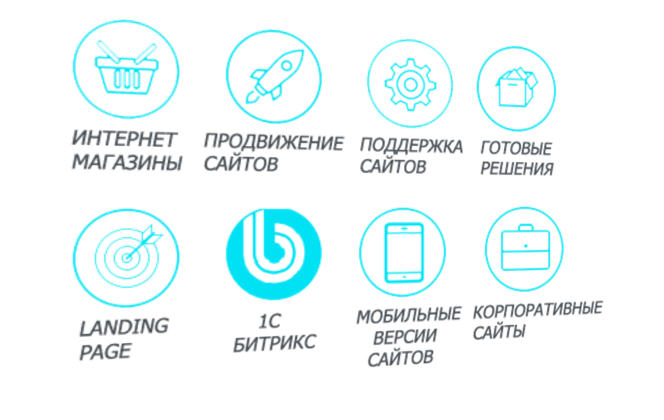 ИНТЕРНЕТ
МАГАЗИНЫ
ПРОДВИЖЕНИЕ
САЙТОВ
ПОДДЕРЖКА
САЙТОВ
ГОТОВЫЕ
РЕШЕНИЯ
LANDING
PAGE
1С
БИТРИКС
МОБИЛЬНЫЕ
ВЕРСИИ
САЙТОВ
КОРПОРАТИВНЫЕ
САЙТЫ